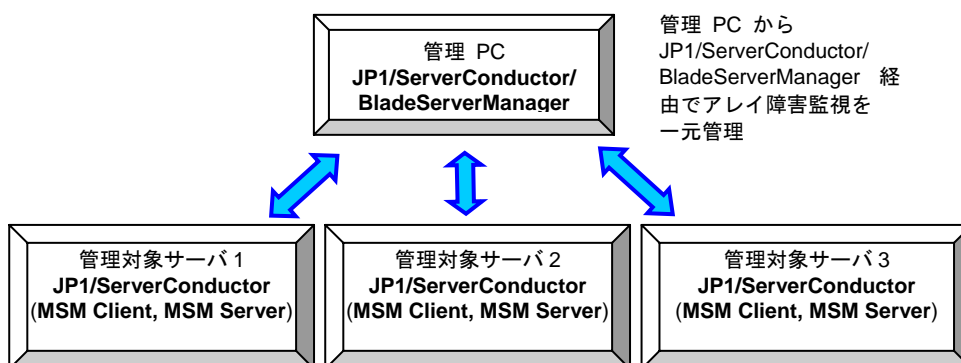 管理 PC
JP1/ServerConductor/
BladeServerManager
管理 PC から
JP1/ServerConductor/
BladeServerManager 経
由でアレイ障害監視を
一元管理
管理対象サーバ 1
JP1/ServerConductor
(MSM Client, MSM Server)
管理対象サーバ 2
JP1/ServerConductor
(MSM Client, MSM Server)
管理対象サーバ 3
JP1/ServerConductor
(MSM Client, MSM Server)